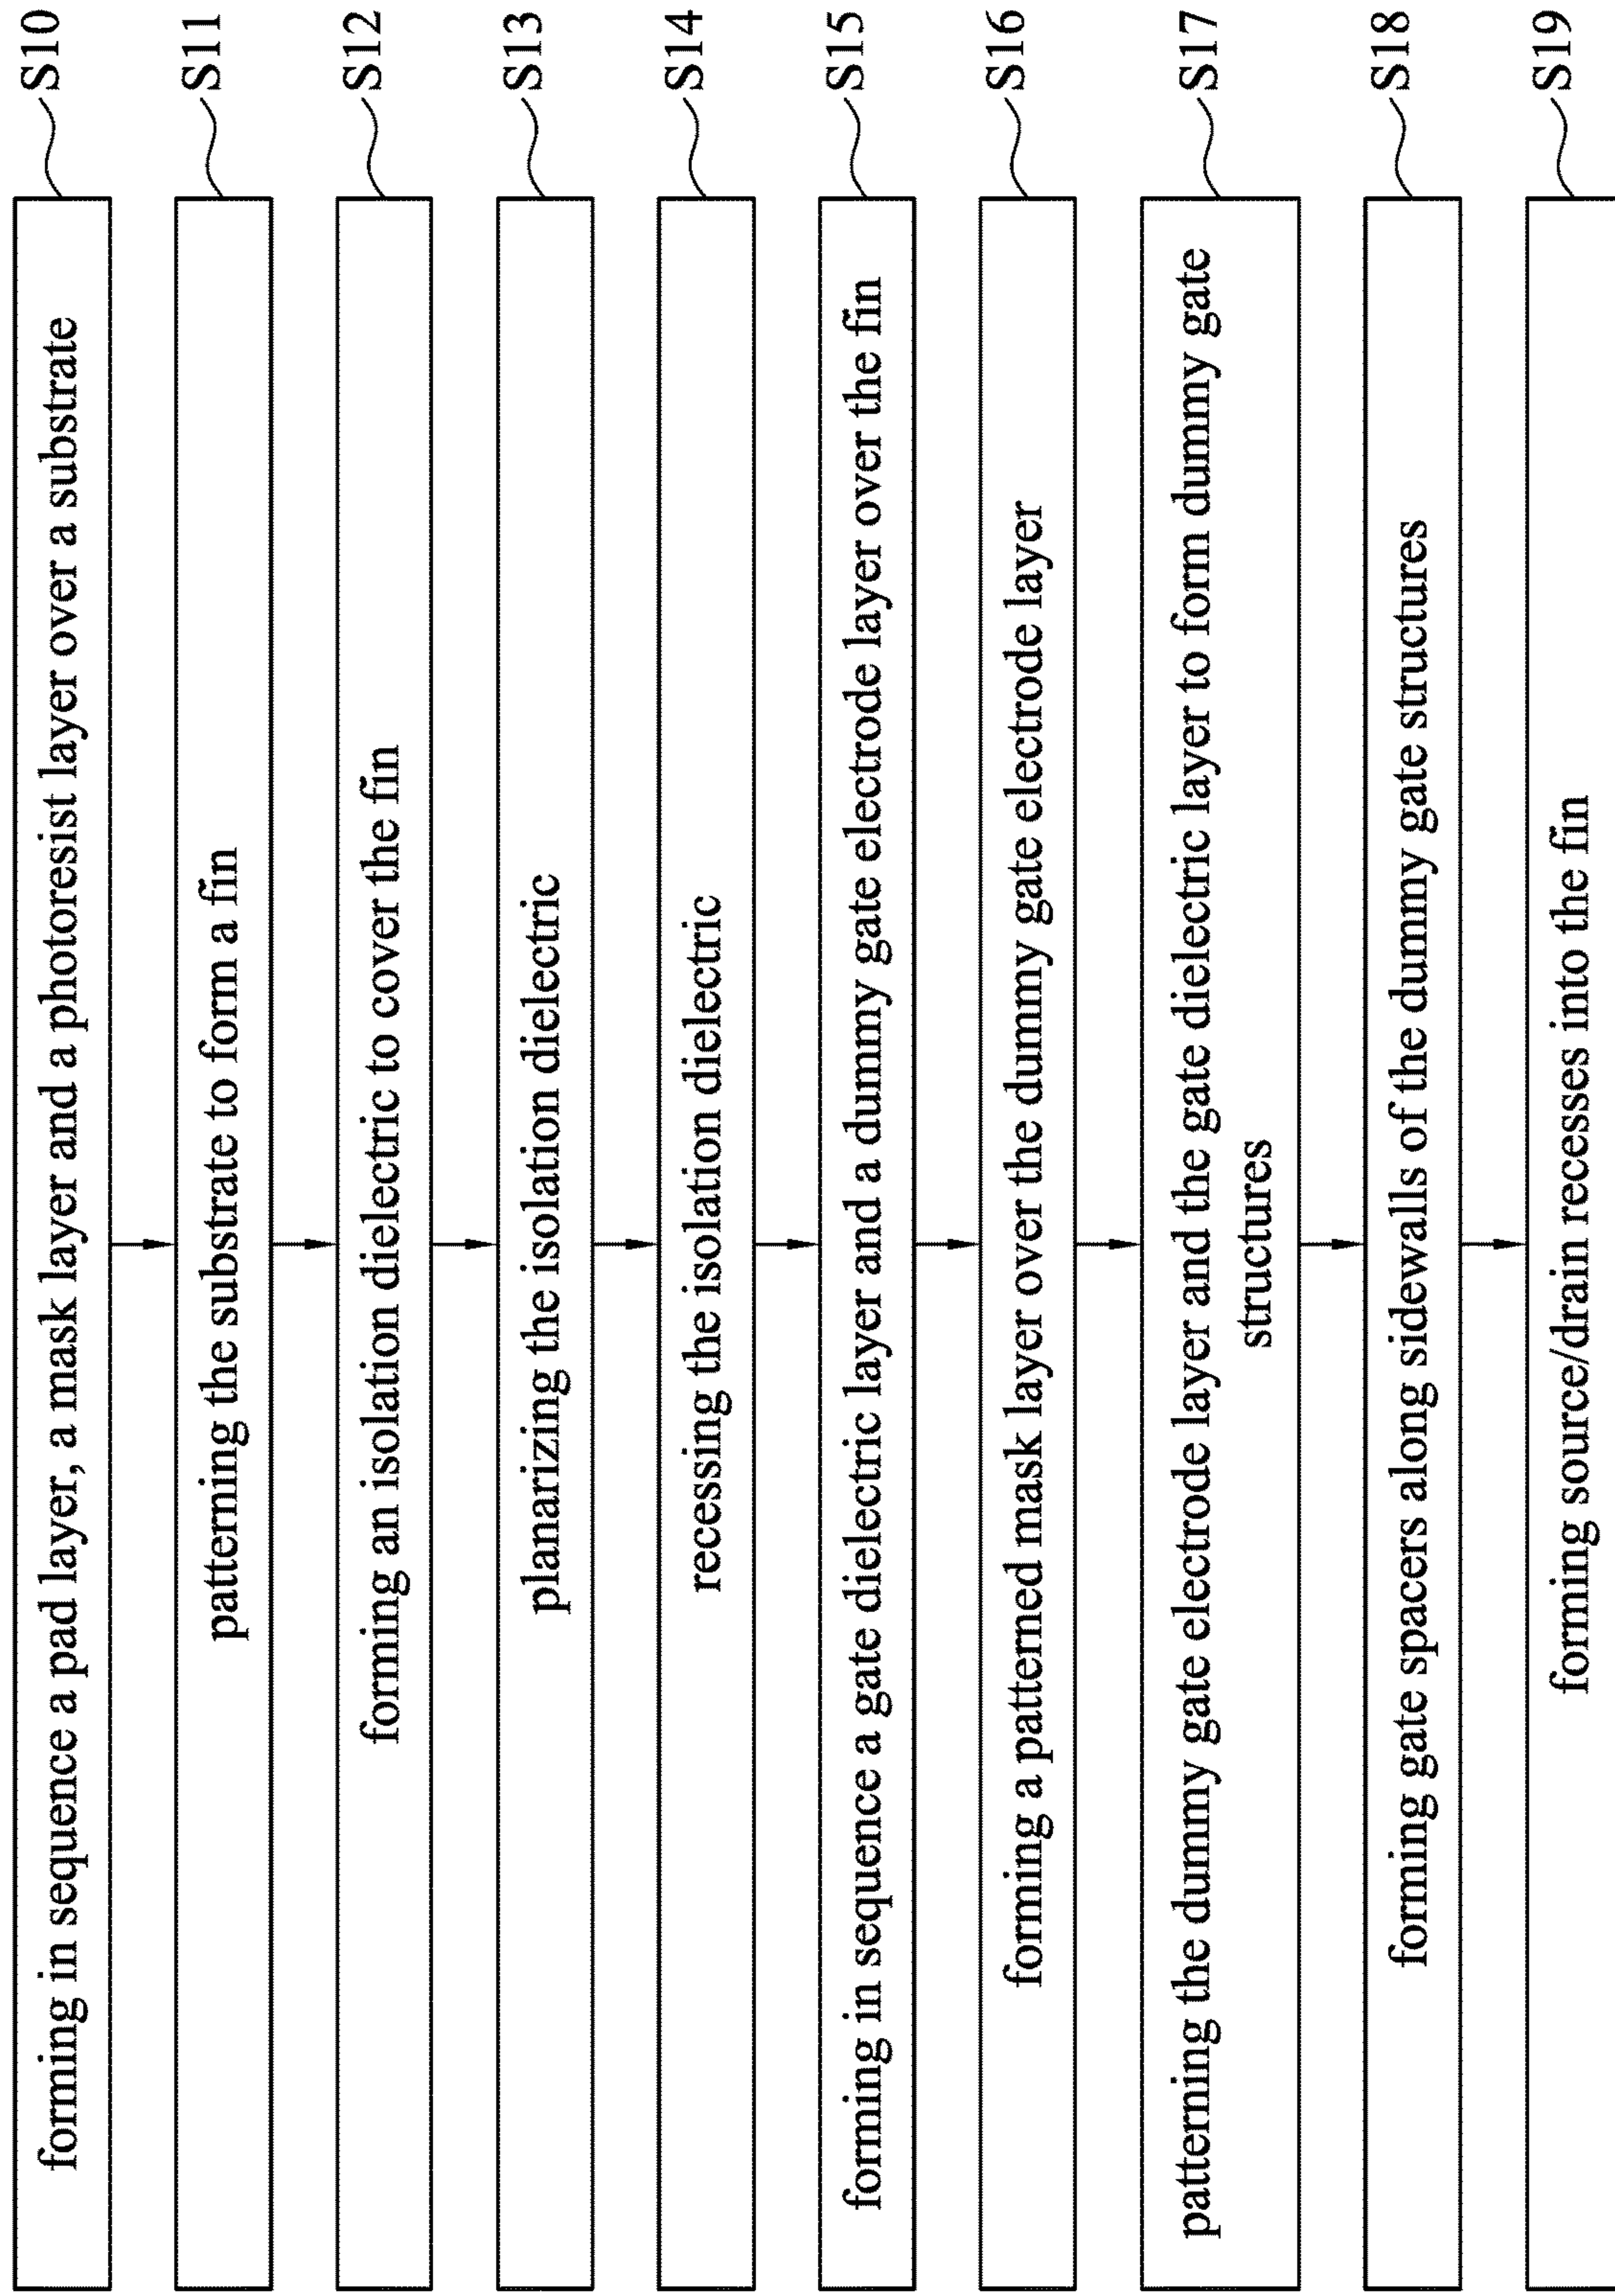 forming in sequence a pad layer, a mask layer and a photoresist layer over a substrate
S10
patterning the substrate to form a fin
S11
forming an isolation dielectric to cover the fin
S12
planarizing the isolation dielectric
S13
recessing the isolation dielectric
S14
forming in sequence a gate dielectric layer and a dummy gate electrode layer over the fin
S15
forming a patterned mask layer over the dummy gate electrode layer
S16
patterning the dummy gate electrode layer and the gate dielectric layer to form dummy gate
structures
S17
forming gate spacers along sidewalls of the dummy gate structures
S18
forming source/drain recesses into the fin
S19